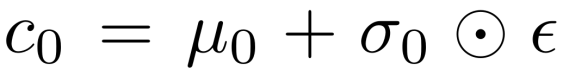 c₀ = μ₀ + σ₀ ⊙ ϵ